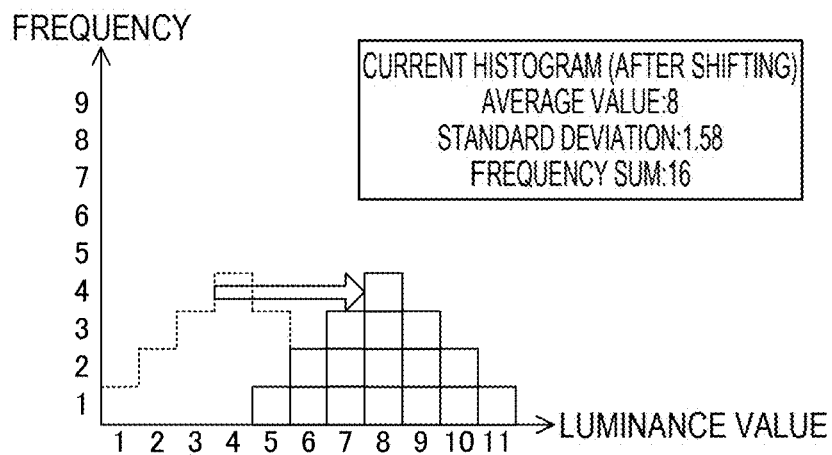 FREQUENCY
CURRENT HISTOGRAM (AFTER SHIFTING)
AVERAGE VALUE:8
STANDARD DEVIATION:1.58
FREQUENCY SUM:16
9
8
7
6
5
4
3
2
1
1 2 3 4 5 6 7 8 9 10 11
LUMINANCE VALUE